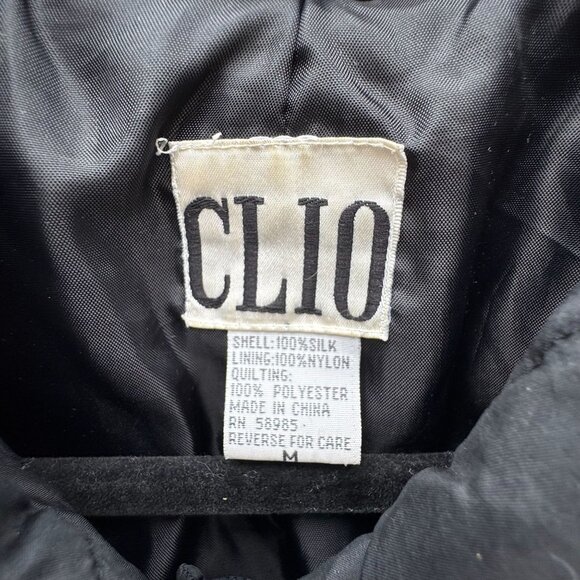 CLIO
SHELL:100%SILK
LINING:100%NYLON
QUILTING:
100% POLYESTER
MADE IN CHINA
RN 58985
REVERSE FOR CARE
M